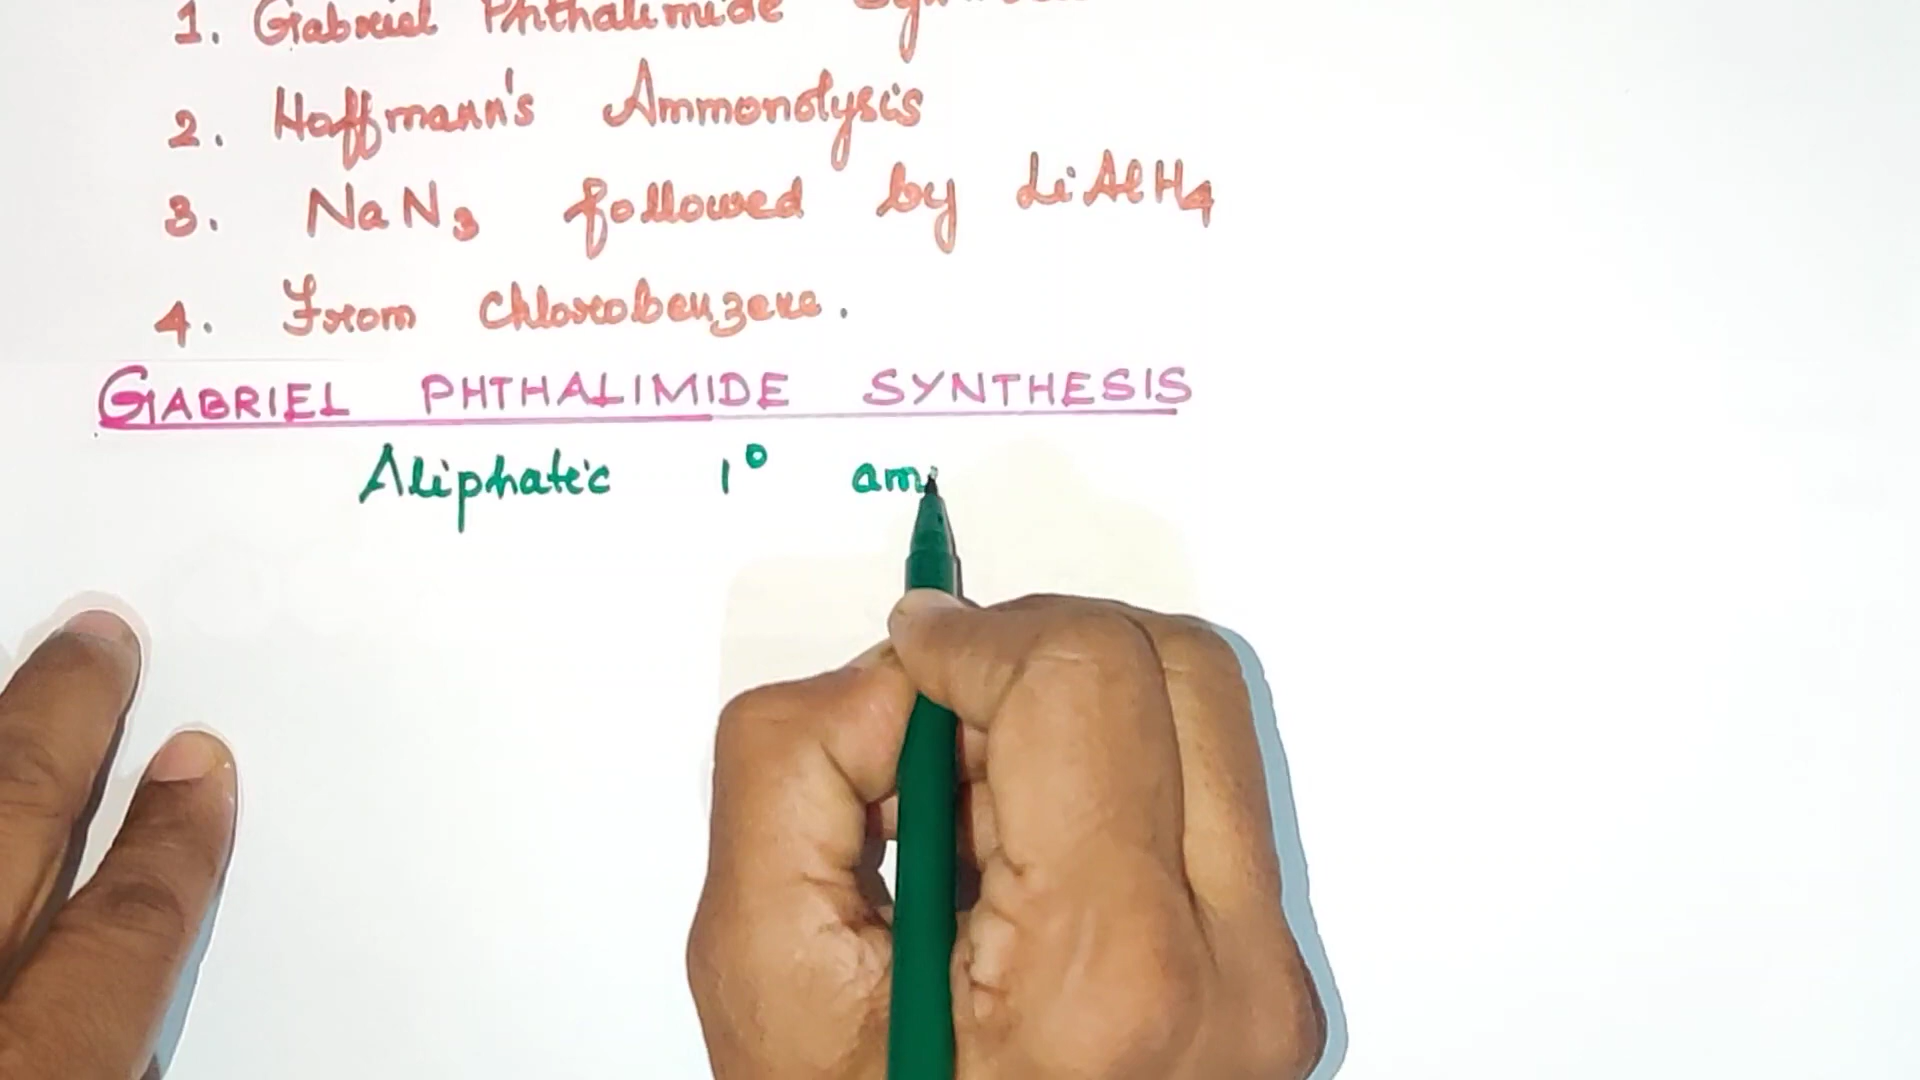 1. Gabriel Phthalimide
2. Hoffmann's Ammonolysis
3. NaN3 followed by LiAlH4
4. From Chlorobenzene.
GABRIEL PHTHALIMIDE SYNTHESIS
Aliphatic 1° am